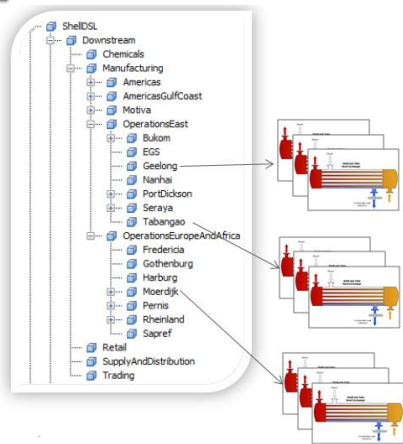 ShellDSL
Downstream
Chemicals
Manufacturing
Americas
AmericasGulfCoast
Motiva
OperationsEast
Bukom
EGS
Geelong
Nanhai
PortDickson
Seraya
Tabangao
OperationsEuropeAndAfrica
Fredericia
Gothenburg
Harburg
Moerdijk
Pernis
Rheinland
Sapref
Retail
SupplyAndDistribution
Trading